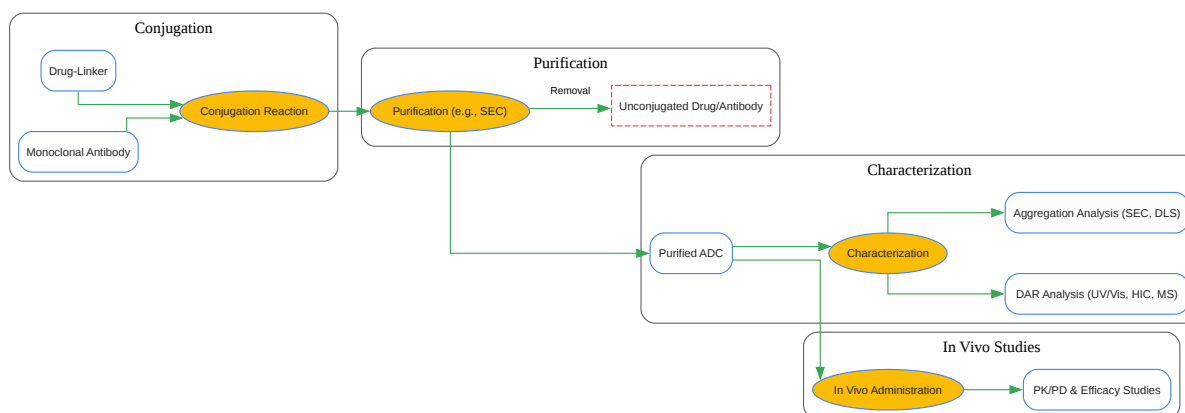 Conjugation
Drug-Linker
Conjugation Reaction
Monoclonal Antibody
Purification
Purification (e.g., SEC)
Removal
Unconjugated Drug/Antibody
Characterization
Purified ADC
Characterization
Aggregation Analysis (SEC, DLS)
DAR Analysis (UV/Vis, HIC, MS)
In Vivo Studies
In Vivo Administration
PK/PD & Efficacy Studies